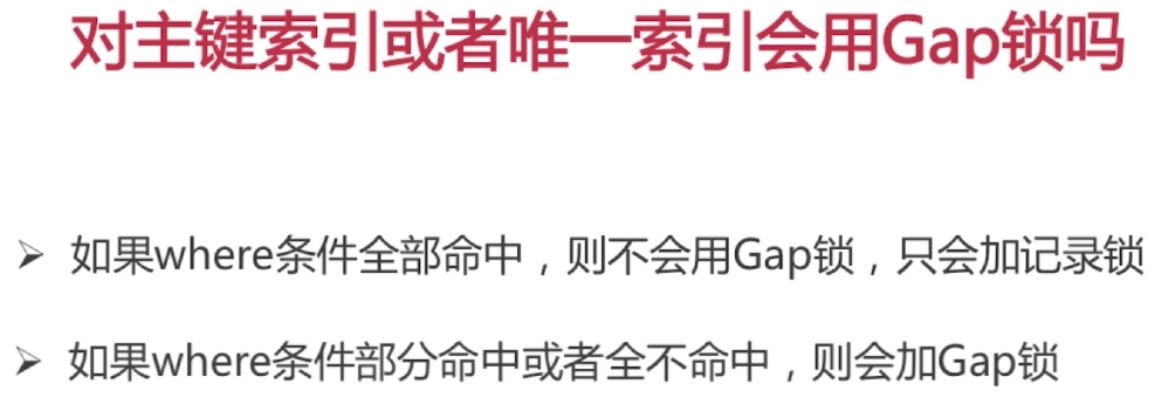 对主键索引或者唯一索引会用Gap锁吗
➢ 如果where条件全部命中，则不会用Gap锁，只会加记录锁
➢ 如果where条件部分命中或者全不命中，则会加Gap锁